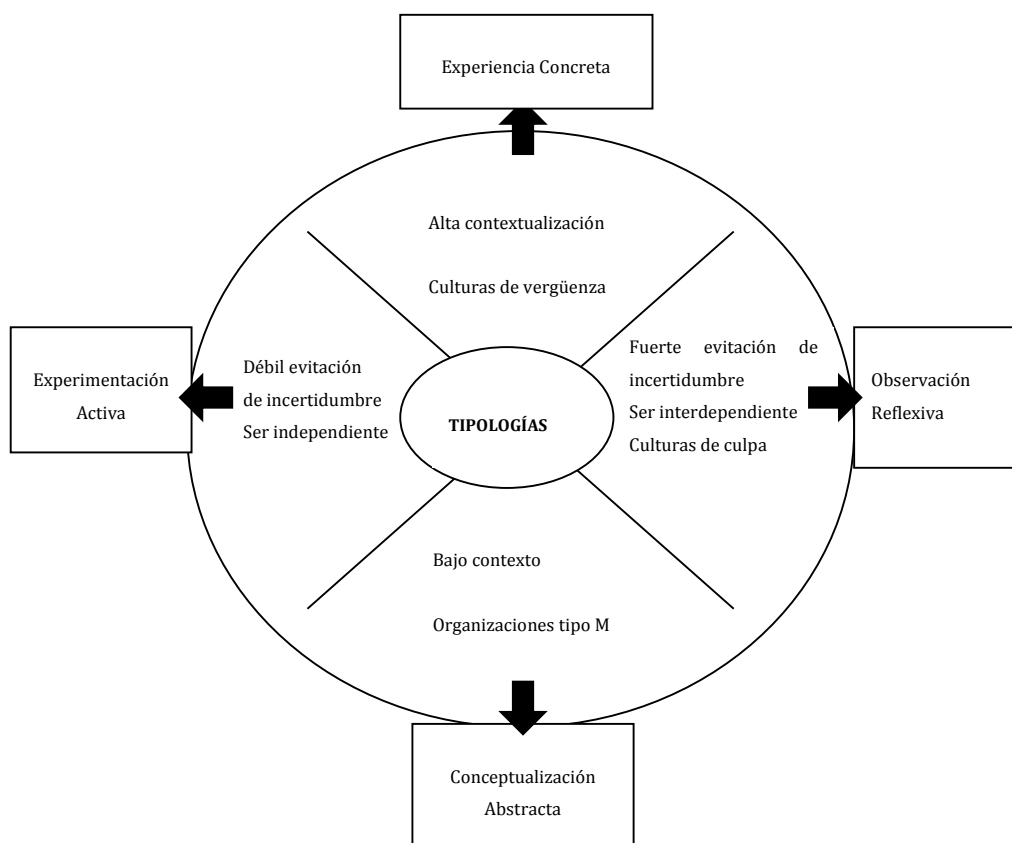 Experiencia Concreta
Alta contextualización
Culturas de vergüenza
Experimentación
Activa
Débil evitación
de incertidumbre
Ser independiente
TIPOLOGÍAS
Fuerte evitación de
incertidumbre
Ser interdependiente
Culturas de culpa
Observación
Reflexiva
Bajo contexto
Organizaciones tipo M
Conceptualización
Abstracta